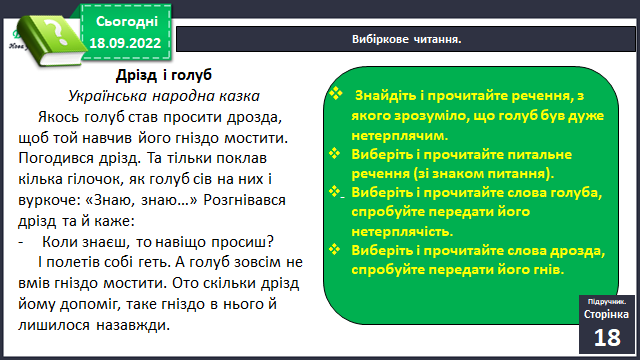 Сьогодні
18.09.2022
Вибіркове читання.
Дрізд і голуб
Українська народна казка
Якось голуб став просити дрозда,
щоб той навчив його гніздо мостити.
Погодився дрізд. Та тільки поклав
кілька гілочок, як голуб сів на них і
вуркоче: «Знаю, знаю...» Розгнівався
дрізд та й каже:
- Коли знаєш, то навіщо просиш?
І полетів собі геть. А голуб зовсім не
вмів гніздо мостити. Ото скільки дрізд
йому допоміг, таке гніздо в нього й
лишилося назавжди.
❖ Знайдіть і прочитайте речення, з
якого зрозуміло, що голуб був дуже
нетерплячим.
❖ Виберіть і прочитайте питальне
речення (зі знаком питання).
❖ Виберіть і прочитайте слова голуба,
спробуйте передати його
нетерплячість.
❖ Виберіть і прочитайте слова дрозда,
спробуйте передати його гнів.
Підручник.
Сторінка
18